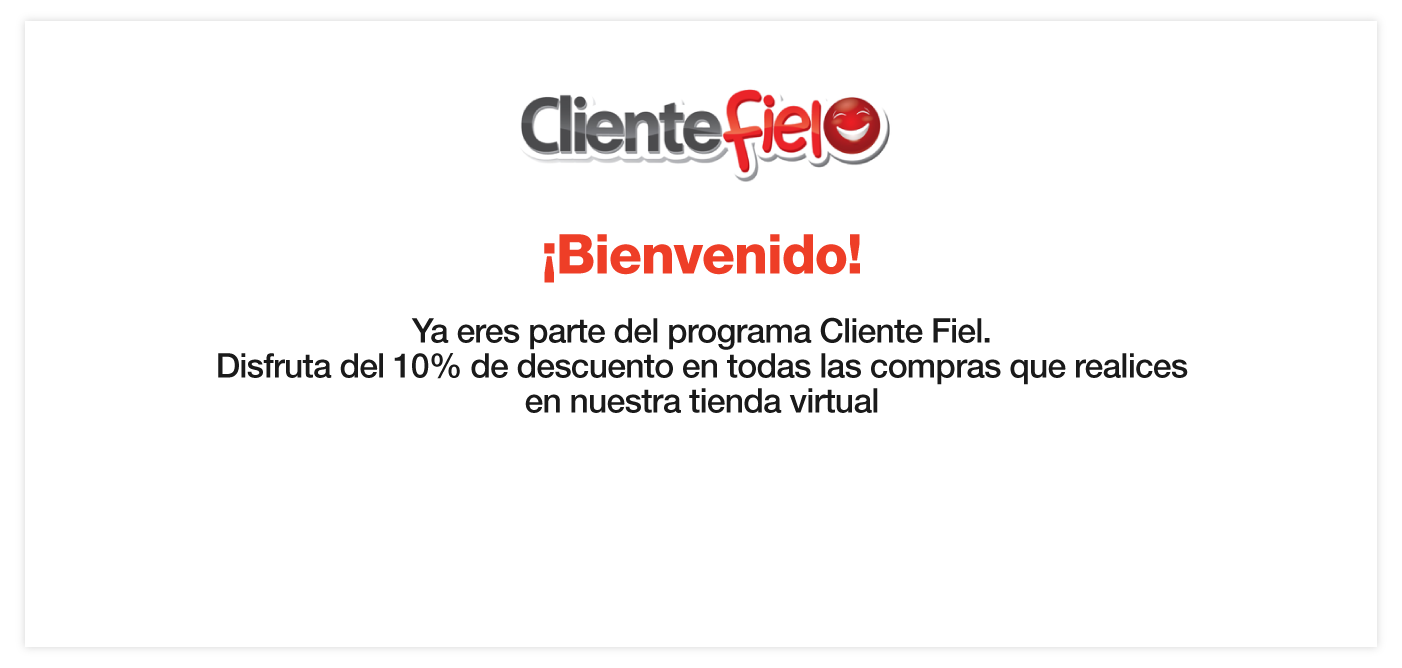 Cliente Fiel
¡Bienvenido!
Ya eres parte del programa Cliente Fiel.
Disfruta del 10% de descuento en todas las compras que realices
en nuestra tienda virtual